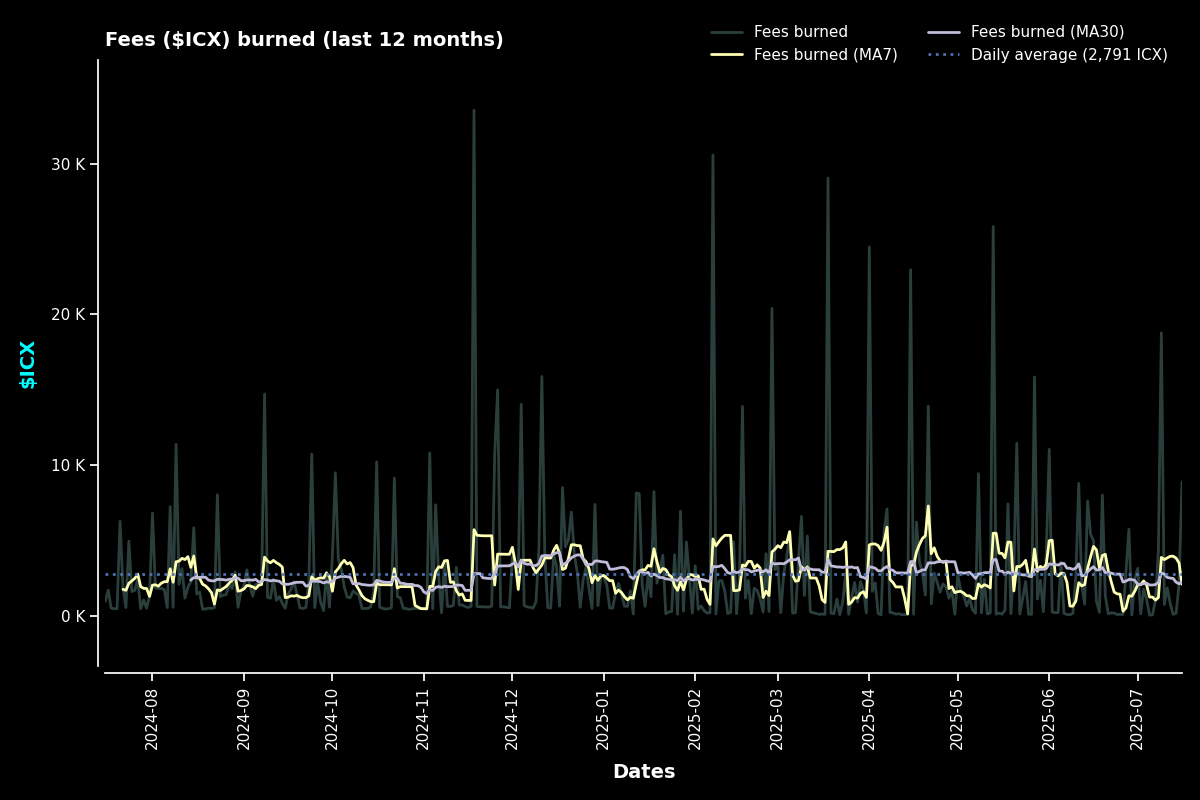 Fees ($ICX) burned (last 12 months)
Fees burned
Fees burned (MA7)
Fees burned (MA30)
Daily average (2,791 ICX)
$ICX
30 K
20 K
10 K
0 K
2024-08
2024-09
2024-10
2024-11
2024-12
2025-01
2025-02
2025-03
2025-04
2025-05
2025-06
2025-07
Dates